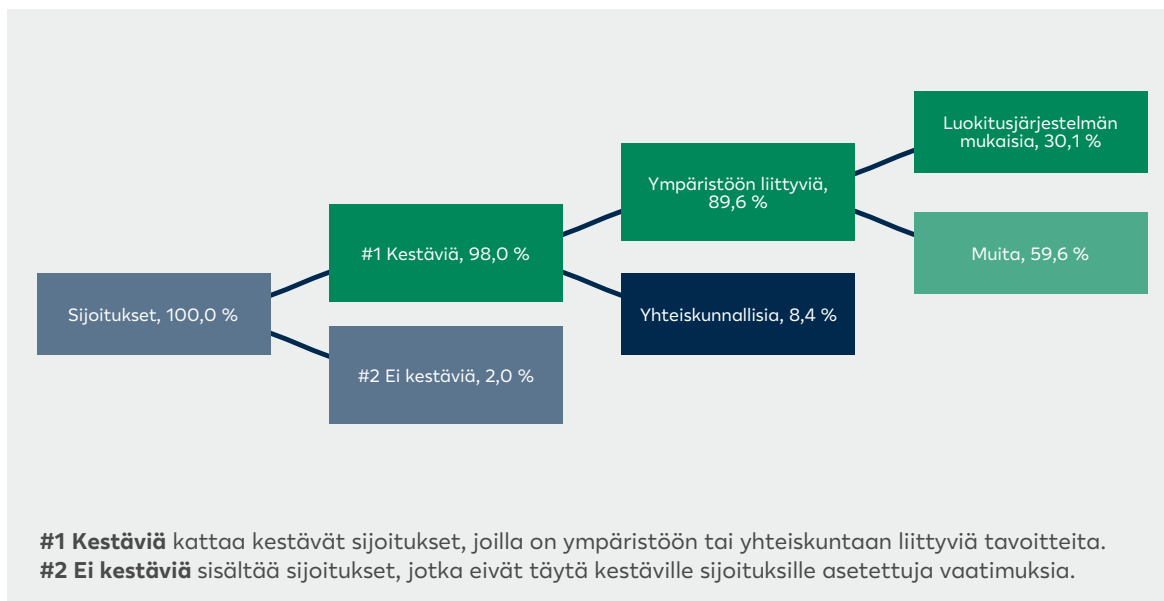 Luokitusjärjestelmän
mukaisia, 30,1 %
Ympäristöön liittyviä,
89,6 %
#1 Kestäviä, 98,0 %
Muita, 59,6 %
Sijoitukset, 100,0 %
Yhteiskunnallisia, 8,4 %
#2 Ei kestäviä, 2,0 %
#1 Kestäviä kattaa kestävät sijoitukset, joilla on ympäristöön tai yhteiskuntaan liittyviä tavoitteita.
#2 Ei kestäviä sisältää sijoitukset, jotka eivät täytä kestäville sijoituksille asetettuja vaatimuksia.